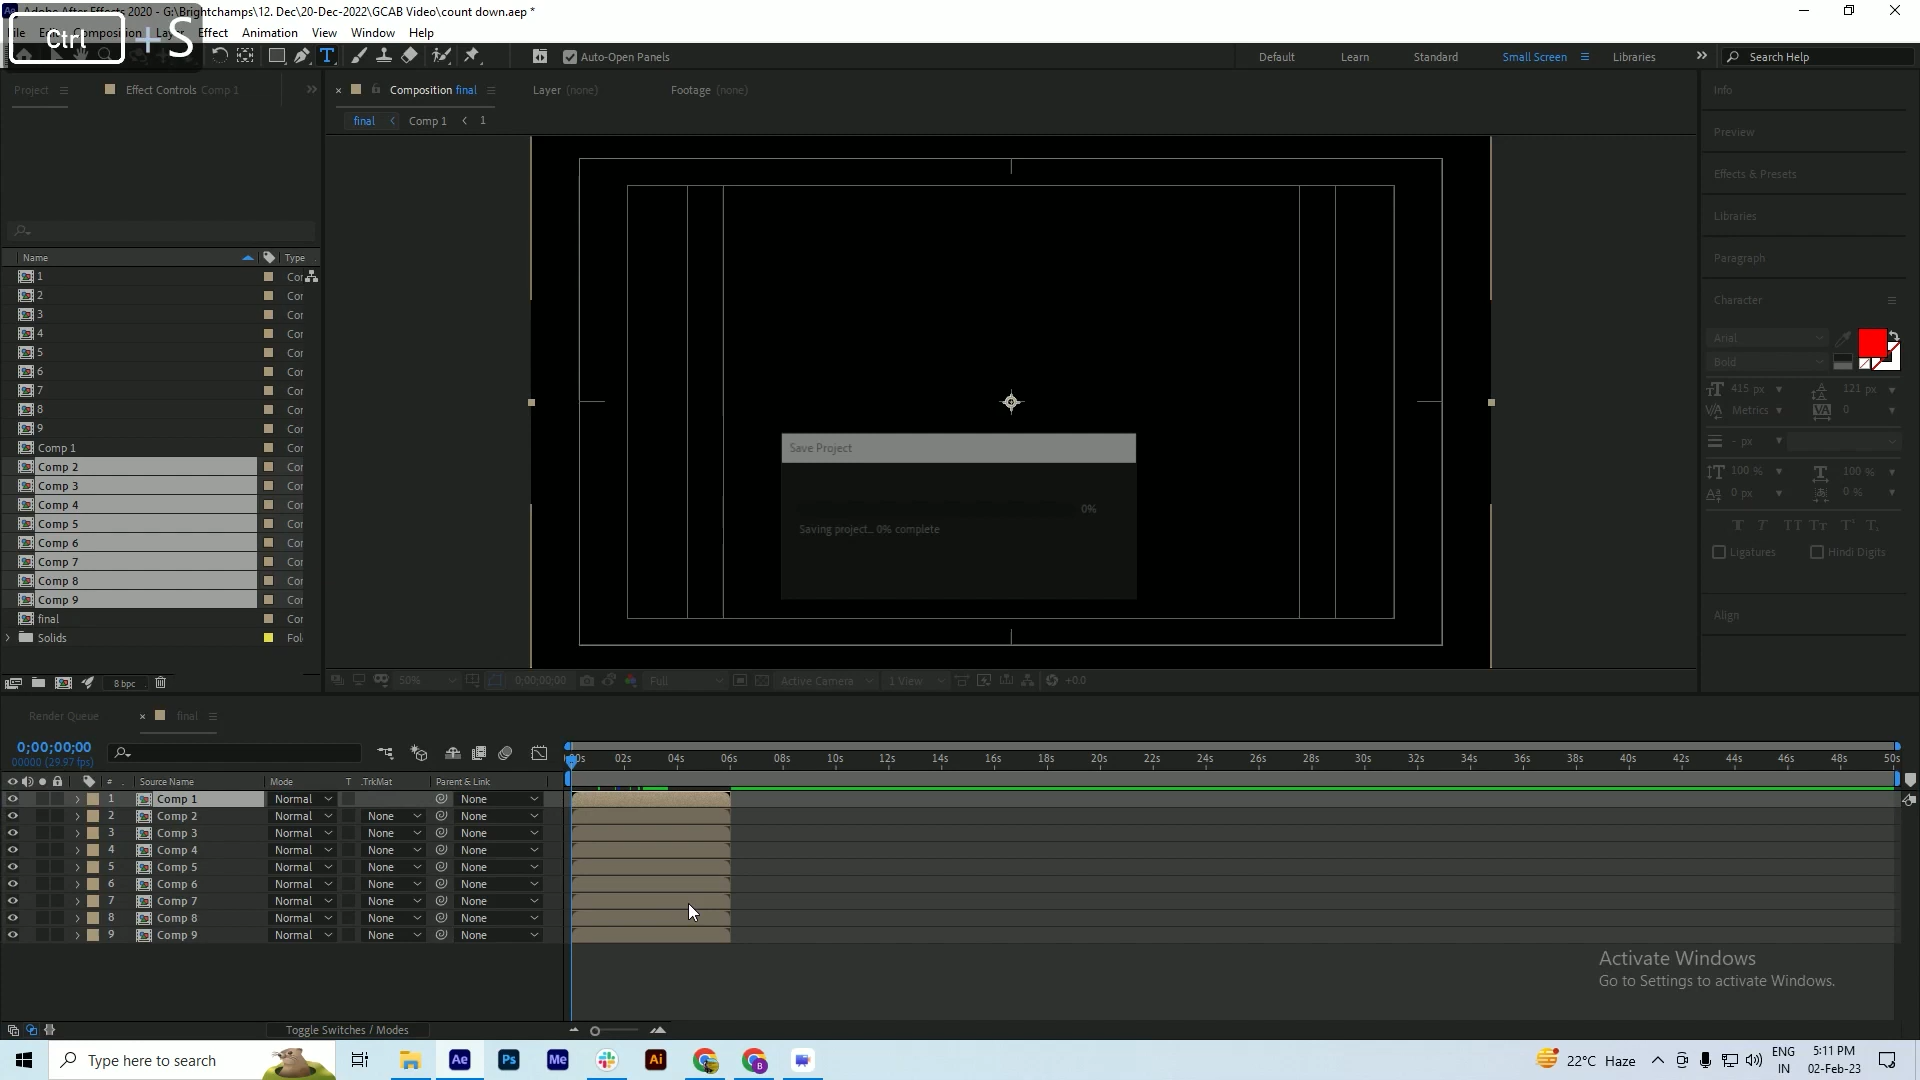 Adobe After Effects 2020 - G:\Brightchamps\12. Dec\20-Dec-2022\GCAB Video\count down.aep *
Ctrl + S
Composition Layer Effect Animation View Window Help
Auto-Open Panels
Default Learn Standard Small Screen Libraries Search Help
Project Effect Controls Comp 1
Composition final Layer (none) Footage (none)
final Comp 1 1
Name Type
1 Cor
2 Cor
3 Cor
4 Cor
5 Cor
6 Cor
7 Cor
8 Cor
9 Cor
Comp 1 Cor
Comp 2 Cor
Comp 3 Cor
Comp 4 Cor
Comp 5 Cor
Comp 6 Cor
Comp 7 Cor
Comp 8 Cor
Comp 9 Cor
final Cor
Solids Fol
8 bpc
Save Project
0%
Saving project... 0% complete
50% 0;00;00;00 Full Active Camera 1 View +0.0
Info
Preview
Effects & Presets
Libraries
Paragraph
Character
Arial
Bold
415 px 121 px
Metrics 0
- px
100 % 100 %
0 px 0 %
Ligatures Hindi Digits
Align
Render Queue final
0;00;00;00
00000 (29.97 fps)
02s 04s 06s 08s 10s 12s 14s 16s 18s 20s 22s 24s 26s 28s 30s 32s 34s 36s 38s 40s 42s 44s 46s 48s 50s
# Source Name Mode T .TrkMat Parent & Link
1 Comp 1 Normal None
2 Comp 2 Normal None None
3 Comp 3 Normal None None
4 Comp 4 Normal None None
5 Comp 5 Normal None None
6 Comp 6 Normal None None
7 Comp 7 Normal None None
8 Comp 8 Normal None None
9 Comp 9 Normal None None
Toggle Switches / Modes
Activate Windows
Go to Settings to activate Windows.
Type here to search
Ae Ps Me Ai
22°C Haze
ENG
IN
5:11 PM
02-Feb-23